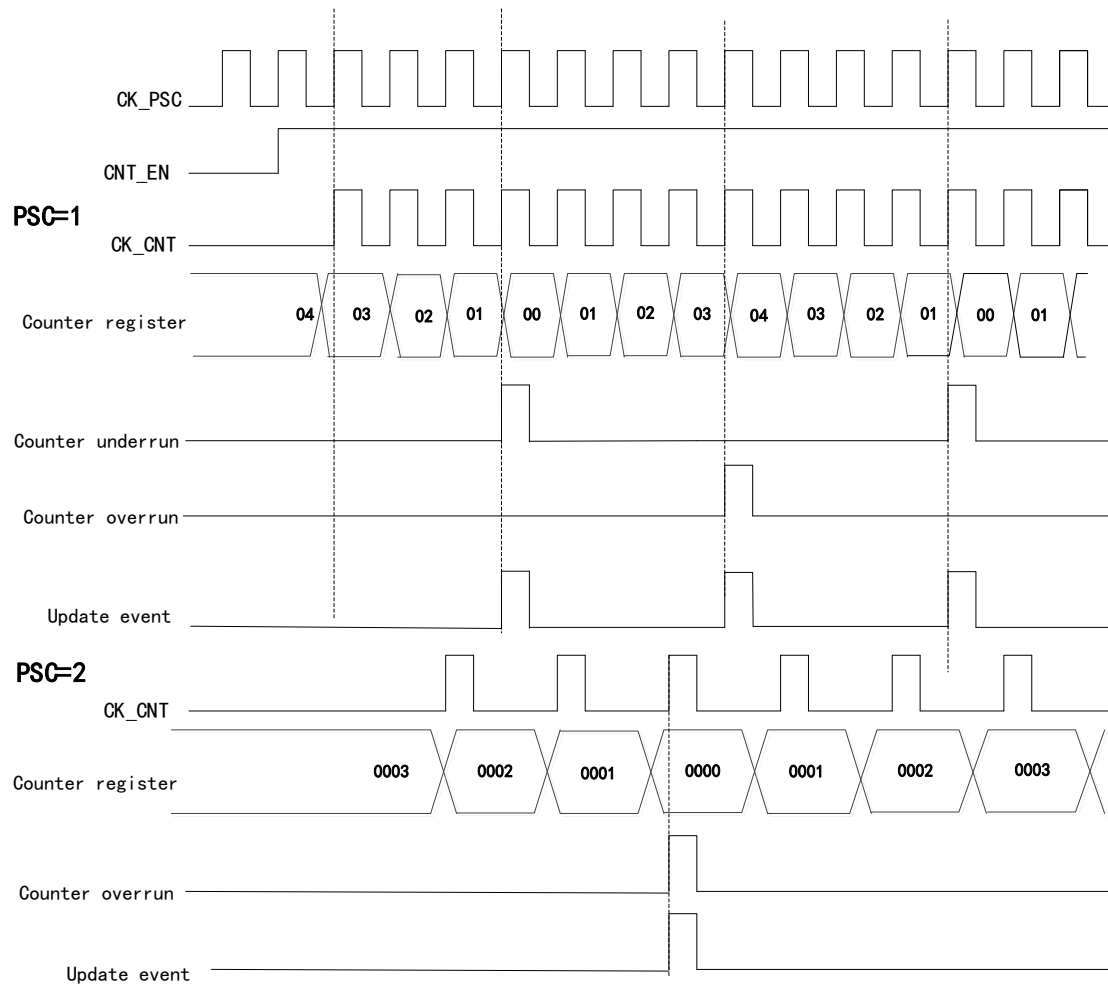 CK_PSC
CNT_EN
PSC=1
CK_CNT
Counter register 04 03 02 01 00 01 02 03 04 03 02 01 00 01
Counter underrun
Counter overrun
Update event
PSC=2
CK_CNT
Counter register 0003 0002 0001 0000 0001 0002 0003
Counter overrun
Update event